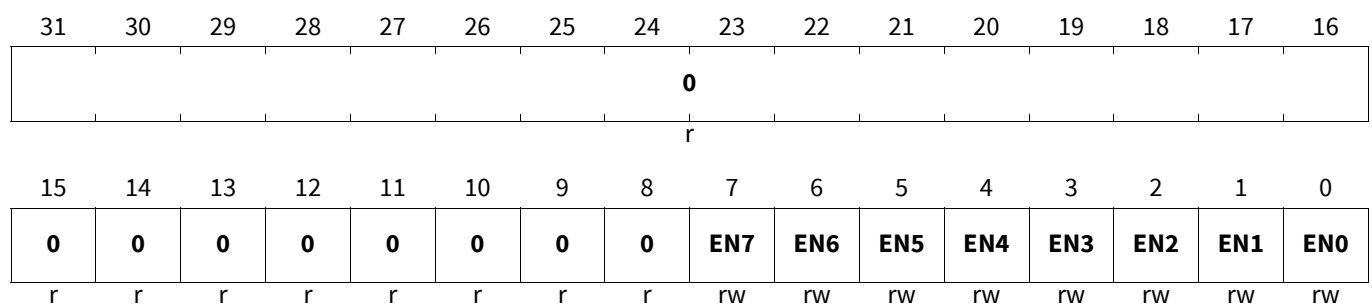 31 30 29 28 27 26 25 24 23 22 21 20 19 18 17 16
0
r
15 14 13 12 11 10 9 8 7 6 5 4 3 2 1 0
0 0 0 0 0 0 0 0 EN7 EN6 EN5 EN4 EN3 EN2 EN1 EN0
r r r r r r r r rw rw rw rw rw rw rw rw